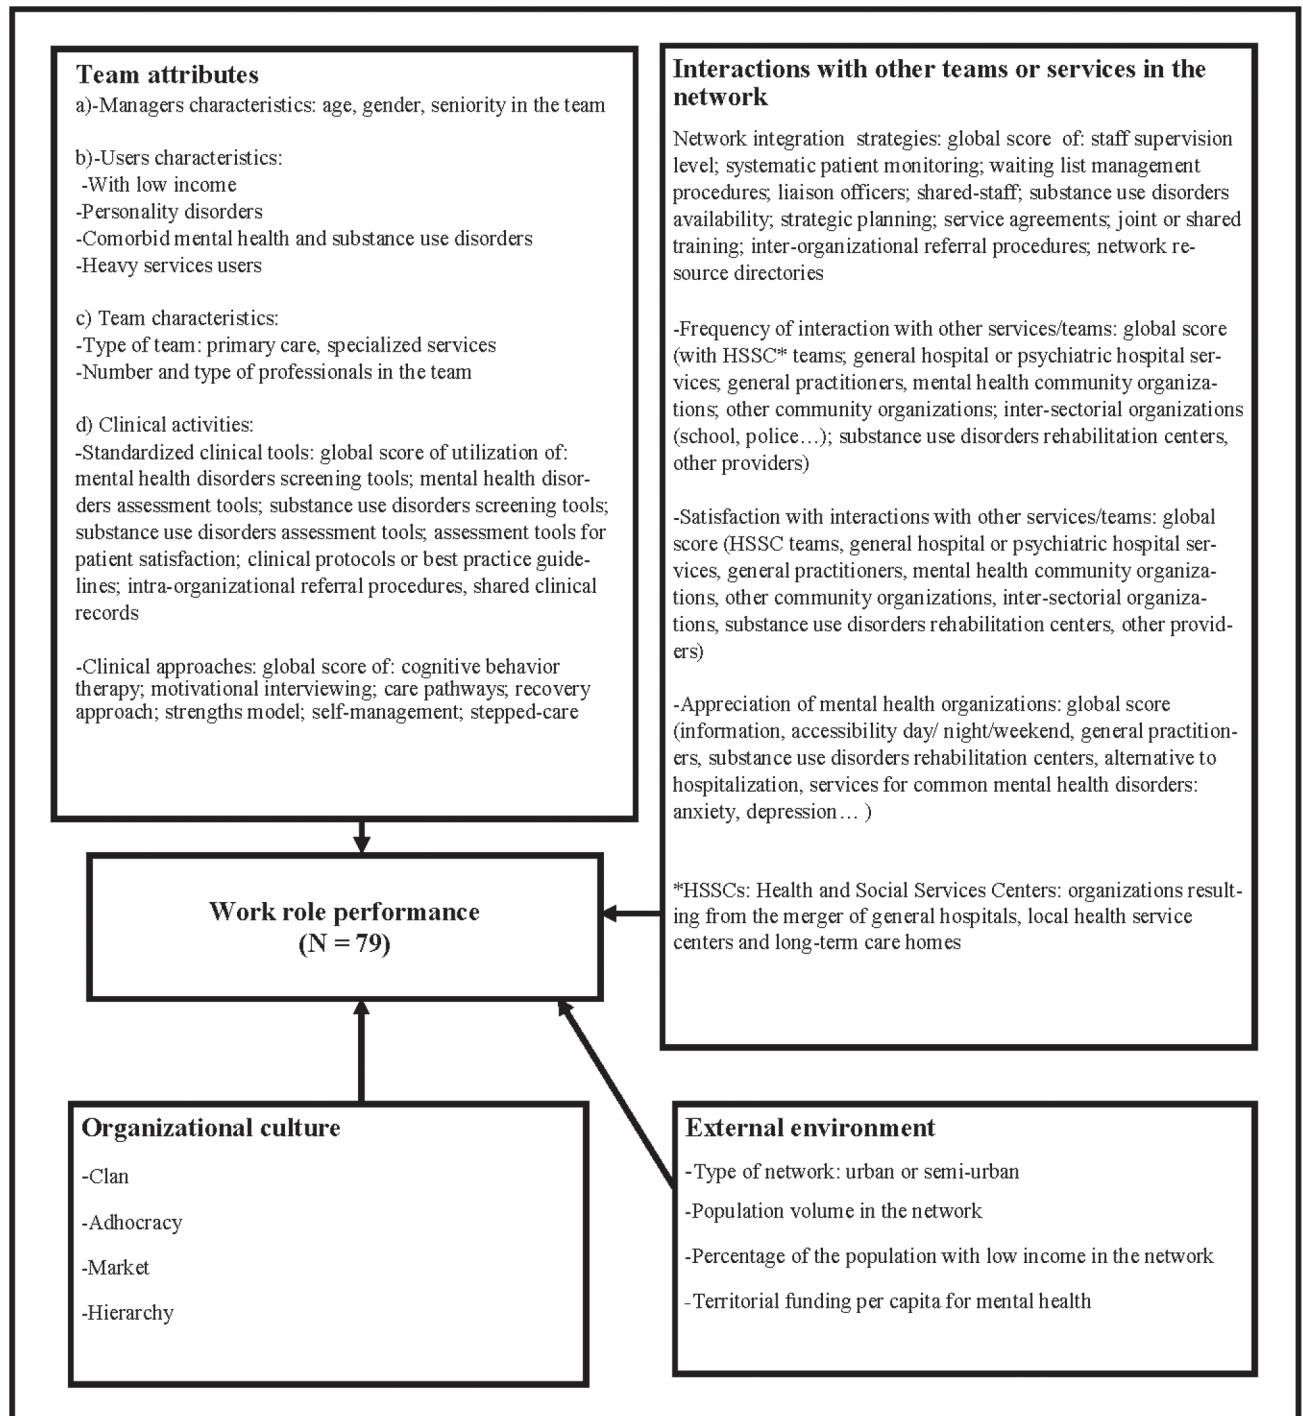 Team attributes
a)-Managers characteristics: age, gender, seniority in the team
b)-Users characteristics:
-With low income
-Personality disorders
-Comorbid mental health and substance use disorders
-Heavy services users
c) Team characteristics:
-Type of team: primary care, specialized services
-Number and type of professionals in the team
d) Clinical activities:
-Standardized clinical tools: global score of utilization of:
mental health disorders screening tools; mental health disor-
ders assessment tools; substance use disorders screening tools;
substance use disorders assessment tools; assessment tools for
patient satisfaction; clinical protocols or best practice guide-
lines; intra-organizational referral procedures, shared clinical
records
-Clinical approaches: global score of: cognitive behavior
therapy; motivational interviewing; care pathways; recovery
approach; strengths model; self-management; stepped-care
Interactions with other teams or services in the
network
Network integration strategies: global score of: staff supervision
level; systematic patient monitoring; waiting list management
procedures; liaison officers; shared-staff; substance use disorders
availability; strategic planning; service agreements; joint or shared
training; inter-organizational referral procedures; network re-
source directories
-Frequency of interaction with other services/teams: global score
(with HSSC* teams; general hospital or psychiatric hospital ser-
vices; general practitioners, mental health community organiza-
tions; other community organizations; inter-sectorial organizations
(school, police…); substance use disorders rehabilitation centers,
other providers)
-Satisfaction with interactions with other services/teams: global
score (HSSC teams, general hospital or psychiatric hospital ser-
vices, general practitioners, mental health community organiza-
tions, other community organizations, inter-sectorial organiza-
tions, substance use disorders rehabilitation centers, other provid-
ers)
-Appreciation of mental health organizations: global score
(information, accessibility day/ night/weekend, general practition-
ers, substance use disorders rehabilitation centers, alternative to
hospitalization, services for common mental health disorders:
anxiety, depression… )
*HSSCs: Health and Social Services Centers: organizations result-
ing from the merger of general hospitals, local health service
centers and long-term care homes
Work role performance
(N = 79)
Organizational culture
-Clan
-Adhocracy
-Market
-Hierarchy
External environment
-Type of network: urban or semi-urban
-Population volume in the network
-Percentage of the population with low income in the network
-Territorial funding per capita for mental health